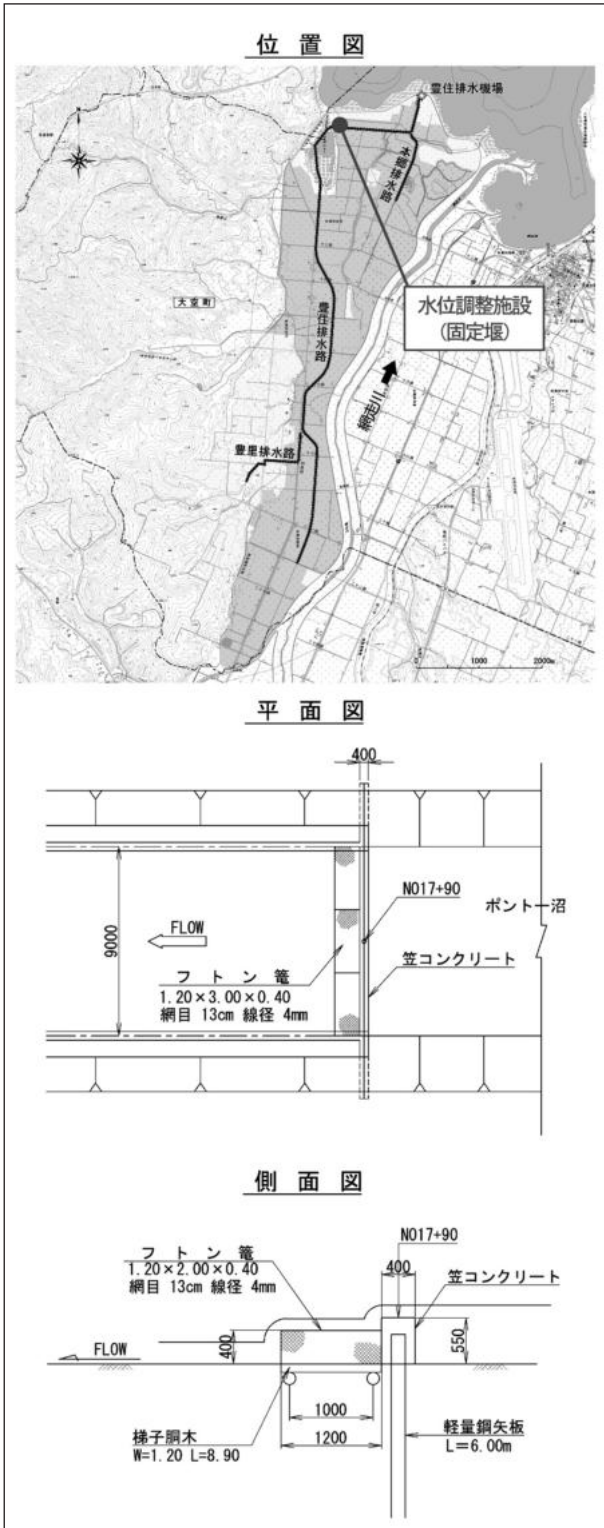 位置図
豊住排水機場
本郷排水路
大空町
豊住排水路
水位調整施設
(固定堰)
網走川
豊里排水路
0 1000 2000m
平面図
400
NO17+90
ポントー沼
FLOW
9000
笠コンクリート
フトン篭
1.20×3.00×0.40
網目 13cm 線径 4mm
側面図
NO17+90
フトン篭
1.20×2.00×0.40
網目 13cm 線径 4mm
400
笠コンクリート
FLOW
400
550
1000
1200
梯子胴木
W=1.20 L=8.90
軽量鋼矢板
L=6.00m